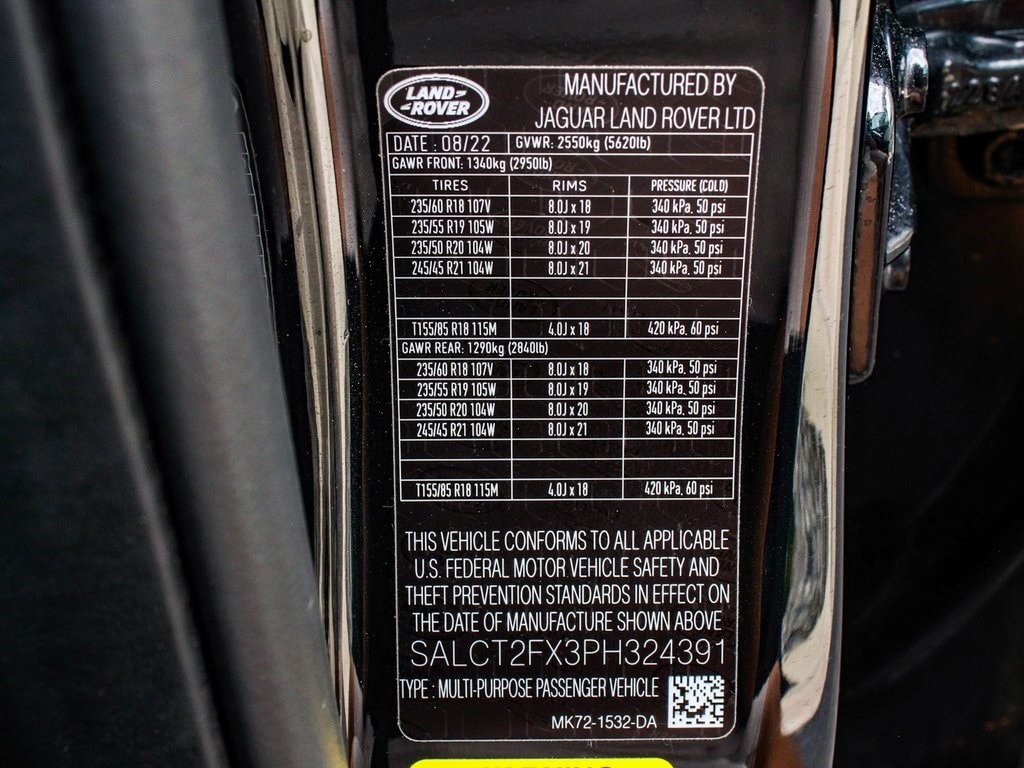 LAND-
-ROVER
MANUFACTURED BY
JAGUAR LAND ROVER LTD
DATE : 08/22 GVWR: 2550kg (5620lb)
GAWR FRONT: 1340kg (2950lb)
TIRES RIMS PRESSURE (COLD)
235/60 R18 107V 8.0J x 18 340 kPa, 50 psi
235/55 R19 105W 8.0J x 19 340 kPa, 50 psi
235/50 R20 104W 8.0J x 20 340 kPa, 50 psi
245/45 R21 104W 8.0J x 21 340 kPa, 50 psi
T155/85 R18 115M 4.0J x 18 420 kPa, 60 psi
GAWR REAR: 1290kg (2840lb)
235/60 R18 107V 8.0J x 18 340 kPa, 50 psi
235/55 R19 105W 8.0J x 19 340 kPa, 50 psi
235/50 R20 104W 8.0J x 20 340 kPa, 50 psi
245/45 R21 104W 8.0J x 21 340 kPa, 50 psi
T155/85 R18 115M 4.0J x 18 420 kPa, 60 psi
THIS VEHICLE CONFORMS TO ALL APPLICABLE
U.S. FEDERAL MOTOR VEHICLE SAFETY AND
THEFT PREVENTION STANDARDS IN EFFECT ON
THE DATE OF MANUFACTURE SHOWN ABOVE
SALCT2FX3PH324391
TYPE : MULTI-PURPOSE PASSENGER VEHICLE
MK72-1532-DA